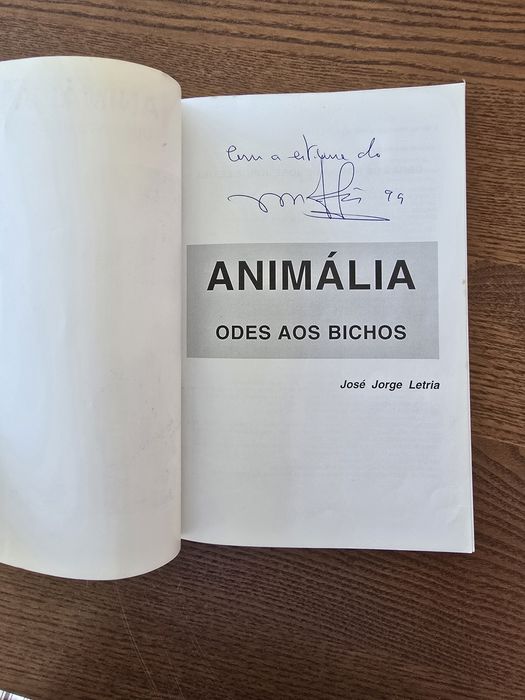 Com a estima do
99
ANIMÁLIA
ODES AOS BICHOS
José Jorge Letria